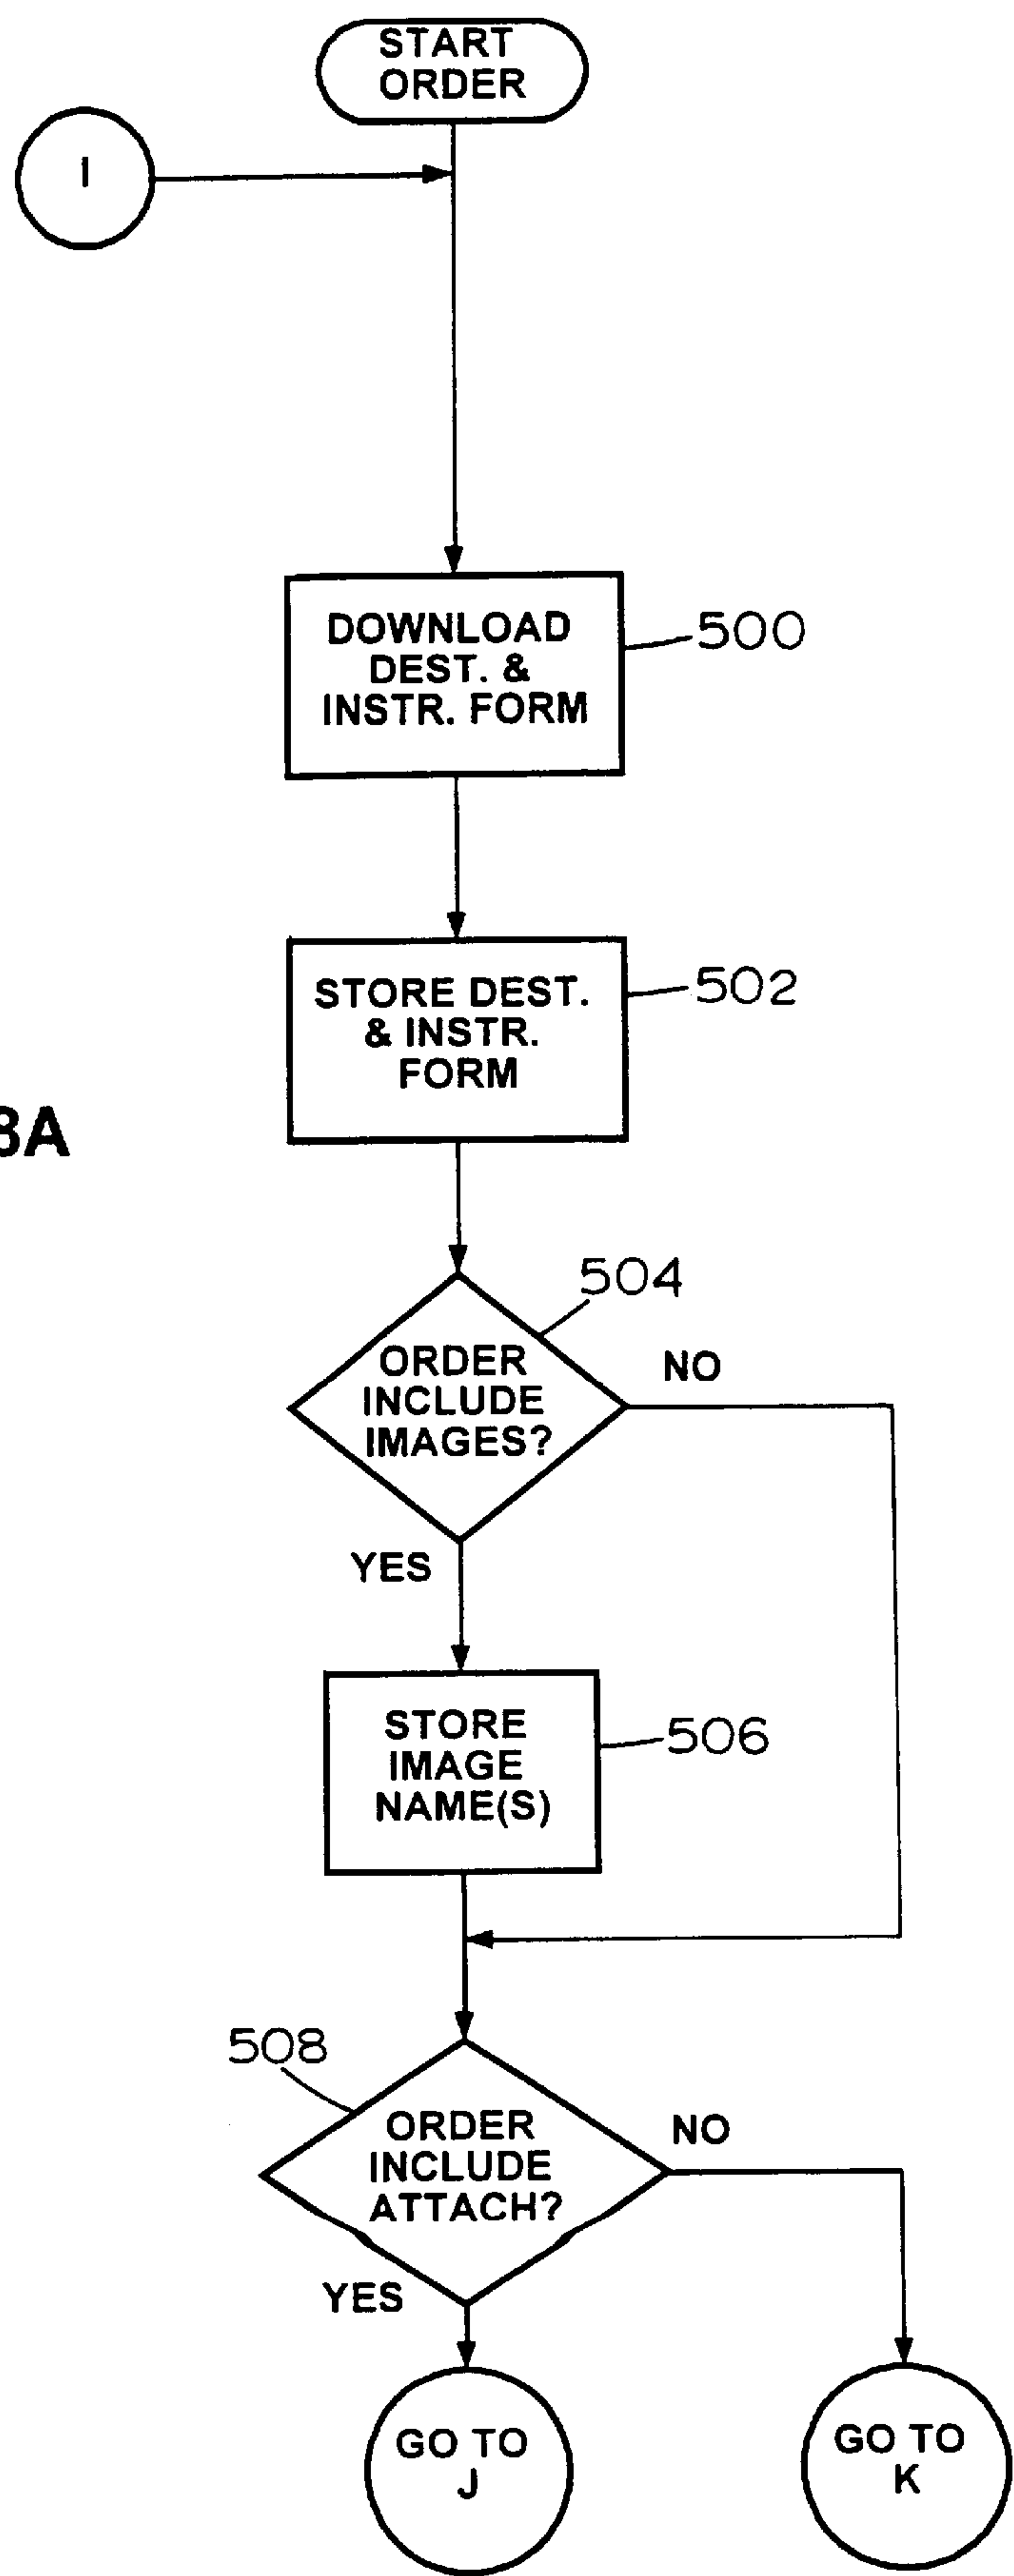 START
ORDER
I
DOWNLOAD
DEST. &
INSTR. FORM
500
STORE DEST.
& INSTR.
FORM
502
504
ORDER
INCLUDE
IMAGES?
NO
YES
STORE
IMAGE
NAME(S)
506
508
ORDER
INCLUDE
ATTACH?
NO
YES
GO TO
J
GO TO
K